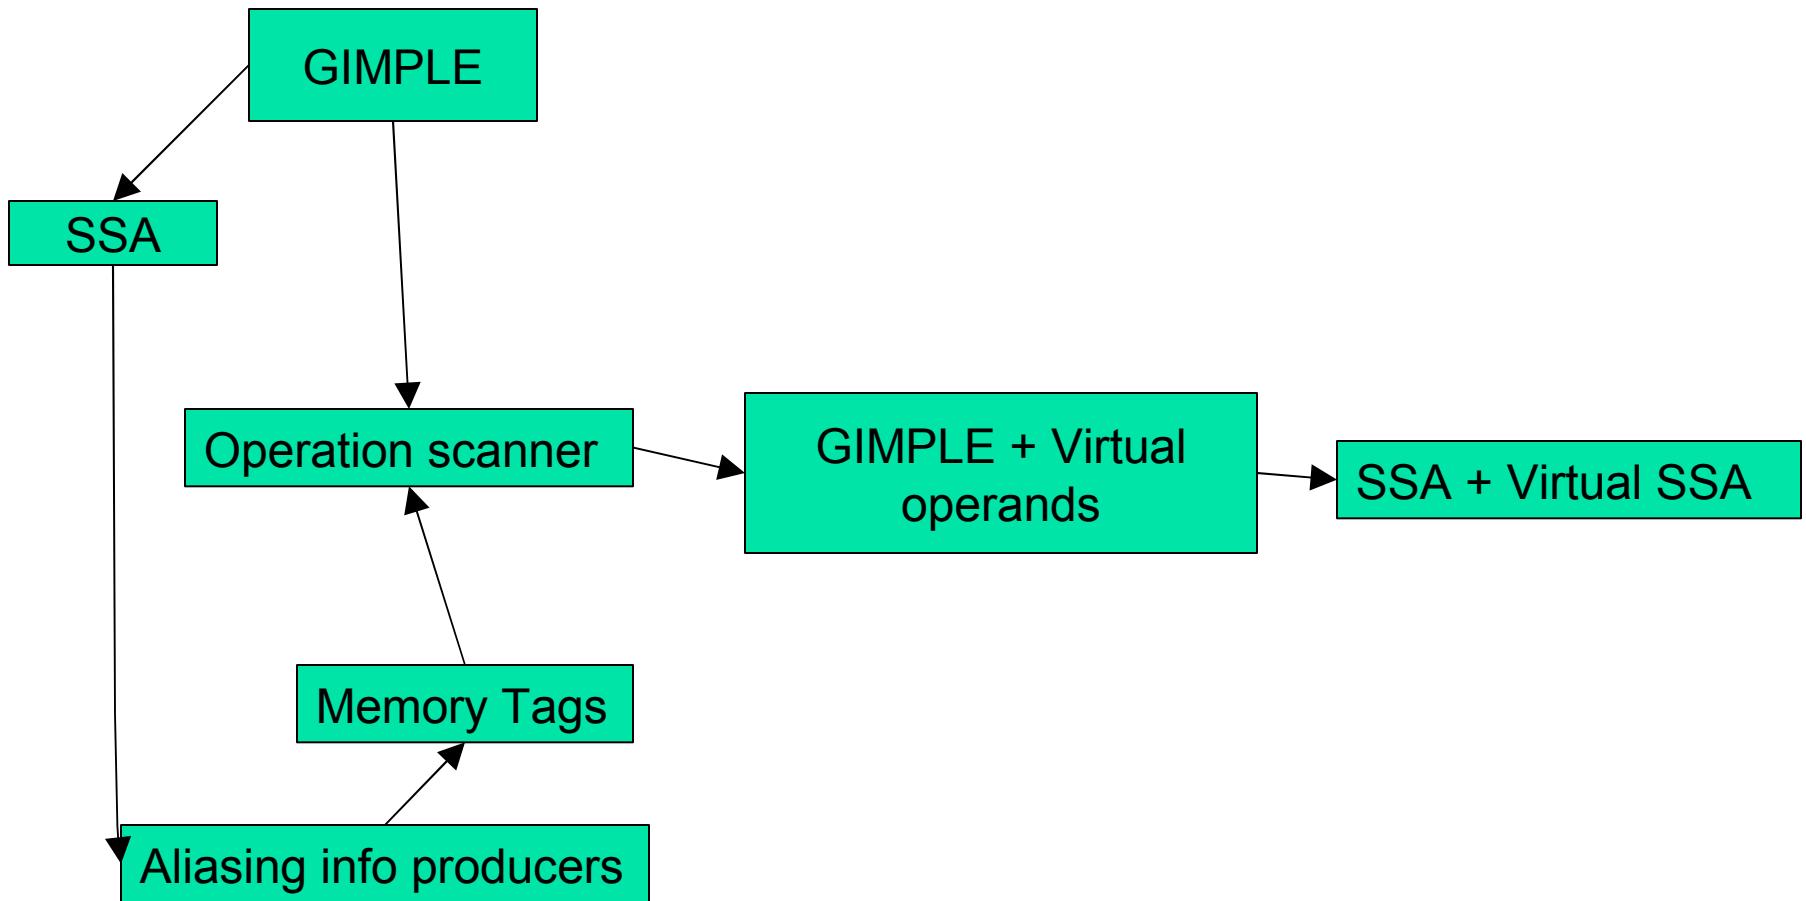 GIMPLE
SSA
Operation scanner
GIMPLE + Virtual
operands
SSA + Virtual SSA
Memory Tags
Aliasing info producers